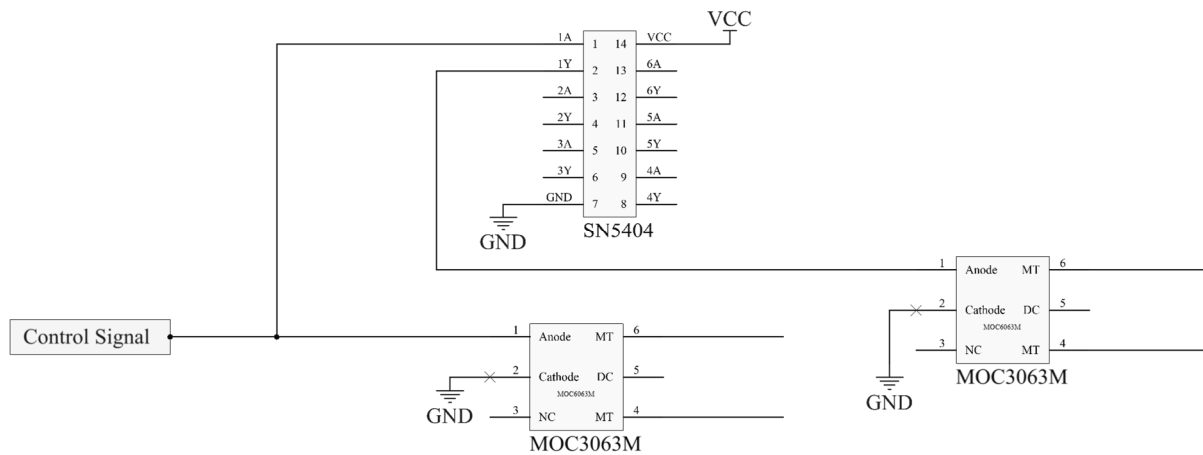 VCC
1A 1 14 VCC
1Y 2 13 6A
2A 3 12 6Y
2Y 4 11 5A
3A 5 10 5Y
3Y 6 9 4A
GND 7 8 4Y
GND
SN5404
1 Anode MT 6
2 Cathode DC 5
MOC6063M
3 NC MT 4
MOC3063M
GND
Control Signal
1 Anode MT 6
2 Cathode DC 5
MOC6063M
3 NC MT 4
GND
MOC3063M